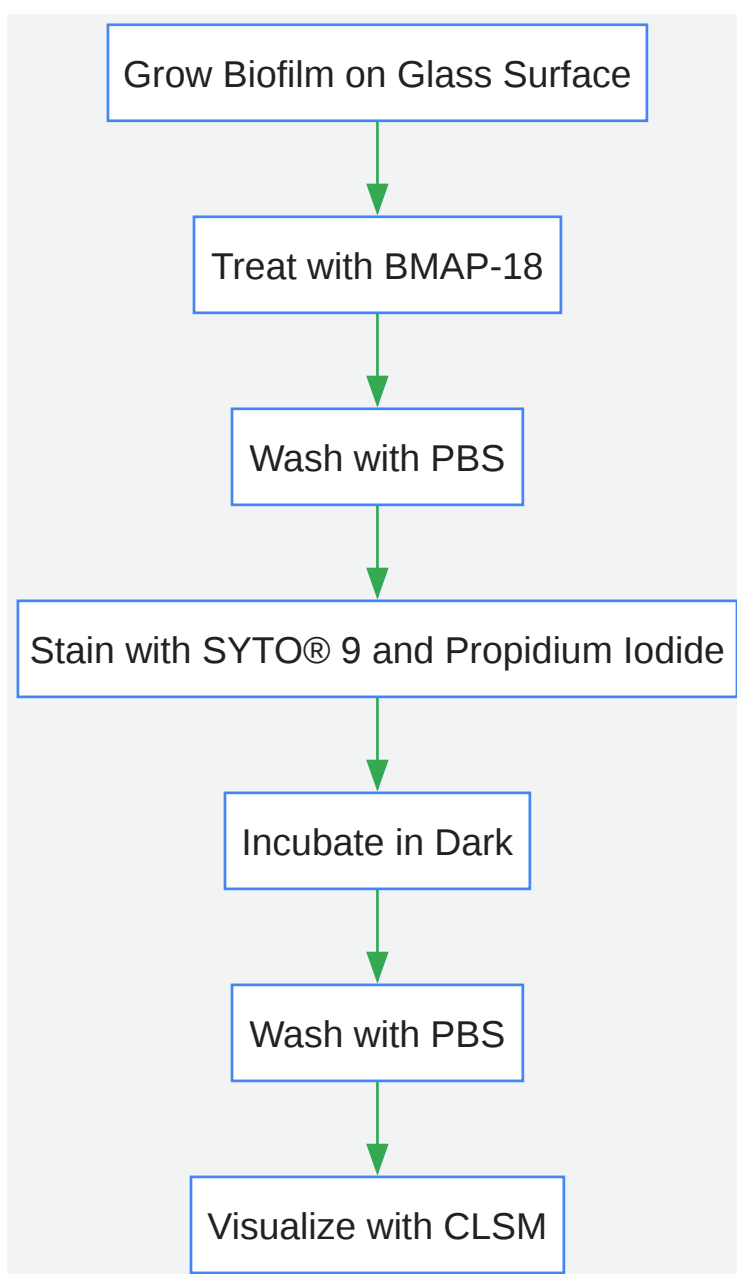 Grow Biofilm on Glass Surface
Treat with BMAP-18
Wash with PBS
Stain with SYTO® 9 and Propidium Iodide
Incubate in Dark
Wash with PBS
Visualize with CLSM